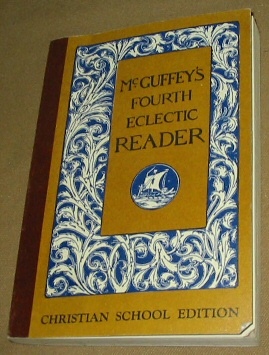 McGUFFEY'S
FOURTH
ECLECTIC
READER
CHRISTIAN SCHOOL EDITION